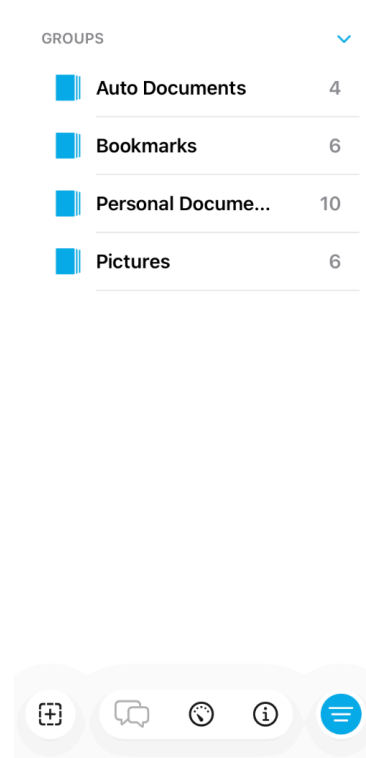 GROUPS
Auto Documents 4
Bookmarks 6
Personal Docume... 10
Pictures 6